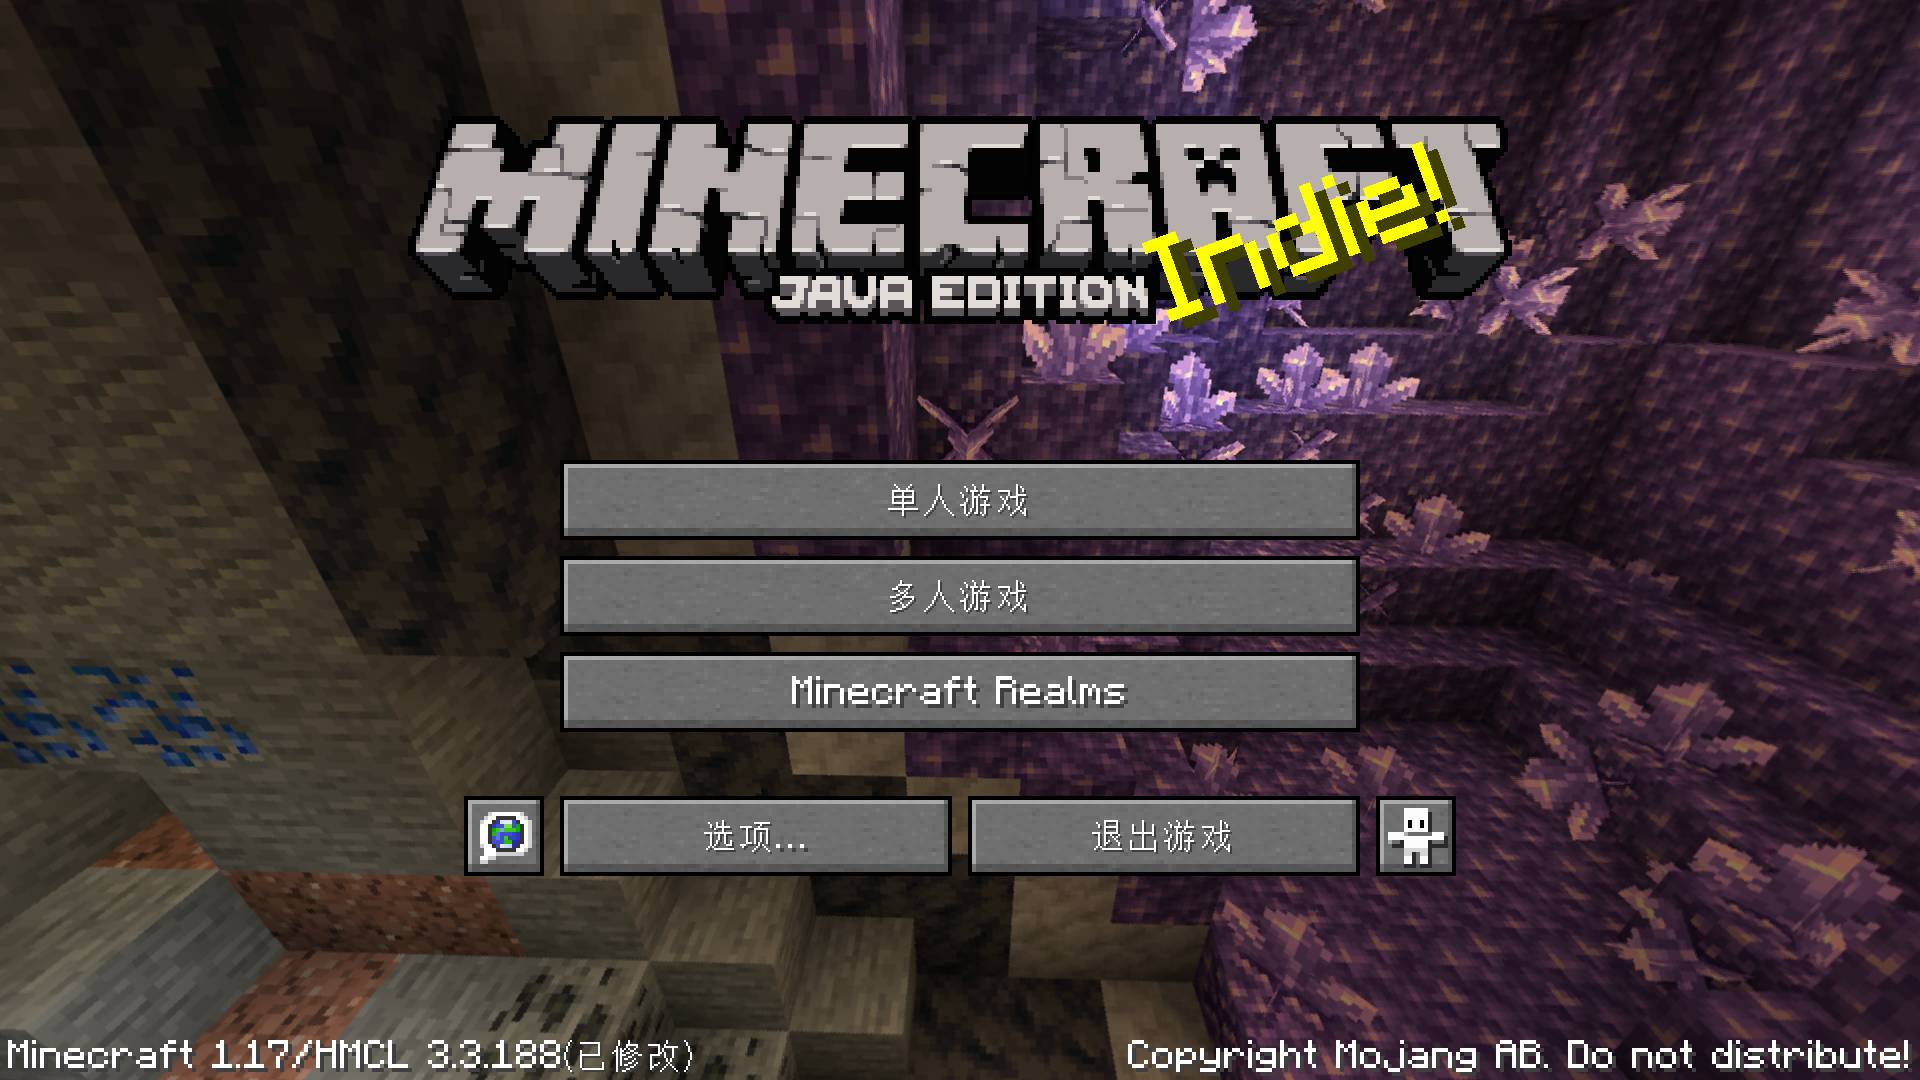 MINECRAFT
JAVA EDITION
Indie!
单人游戏
多人游戏
Minecraft Realms
选项...
退出游戏
Minecraft 1.17/HMCL 3.3.188(已修改)
Copyright Mojang AB. Do not distribute!